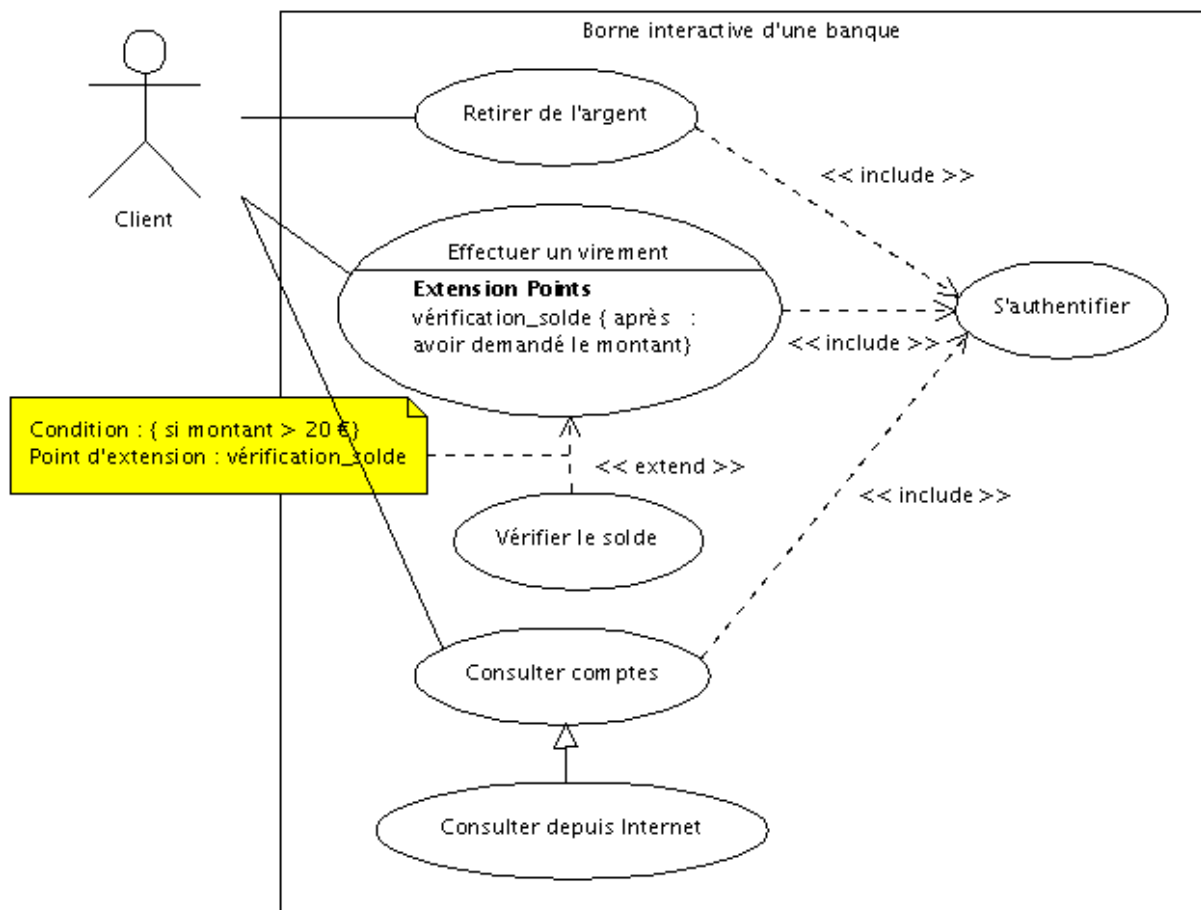 Borne interactive d'une banque
Client
Retirer de l'argent
<< include >>
Effectuer un virement
Extension Points
vérification_solde { après :
avoir demandé le montant}
<< include >>
S'authentifier
Condition : { si montant > 20 €}
Point d'extension : vérification_solde
<< extend >>
Vérifier le solde
<< include >>
Consulter comptes
Consulter depuis Internet